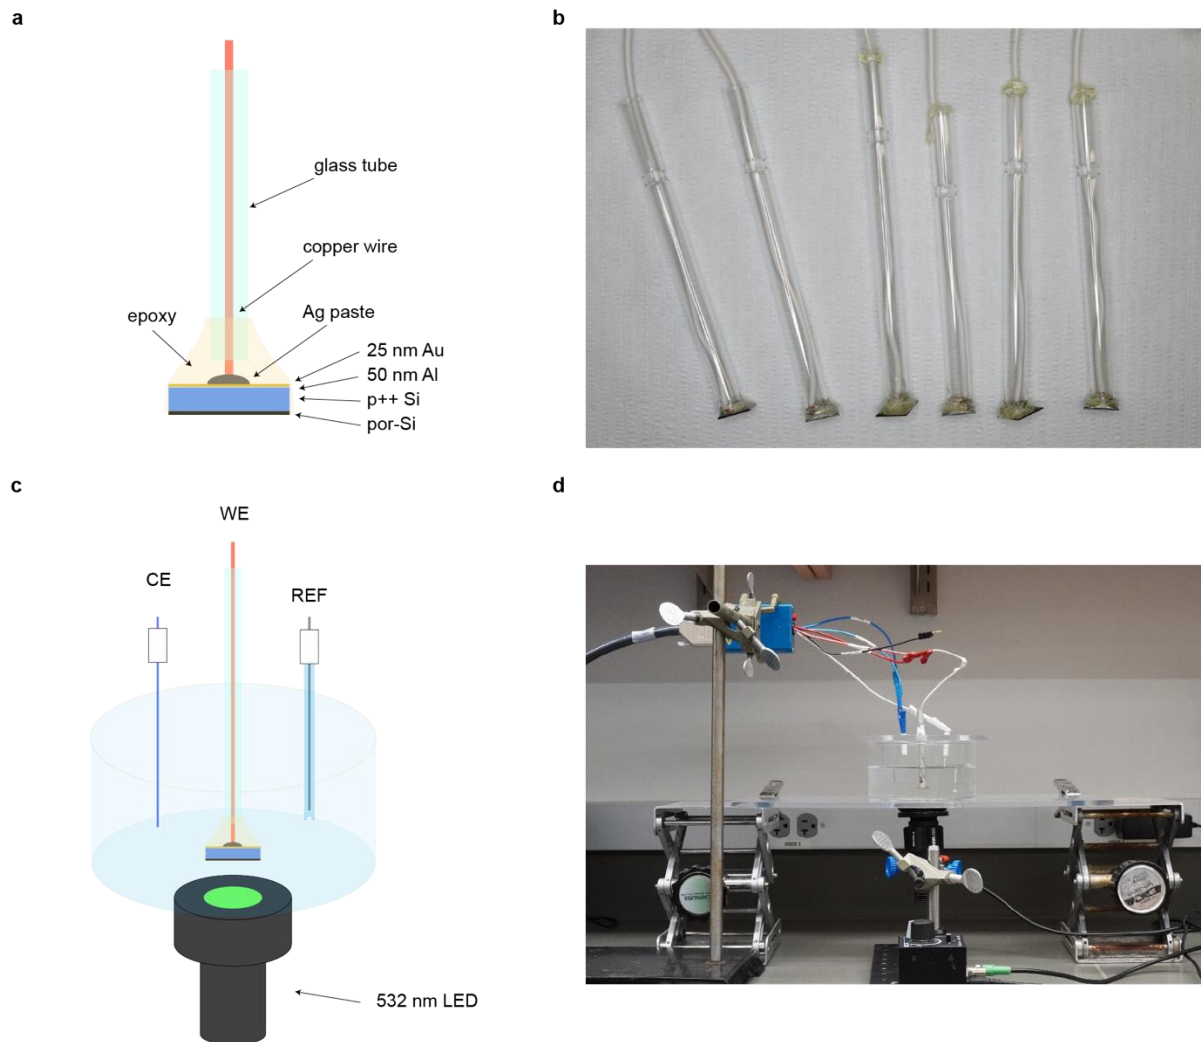 a
glass tube
copper wire
Ag paste
epoxy
25 nm Au
50 nm Al
p++ Si
por-Si
b
c
WE
CE
REF
532 nm LED
d